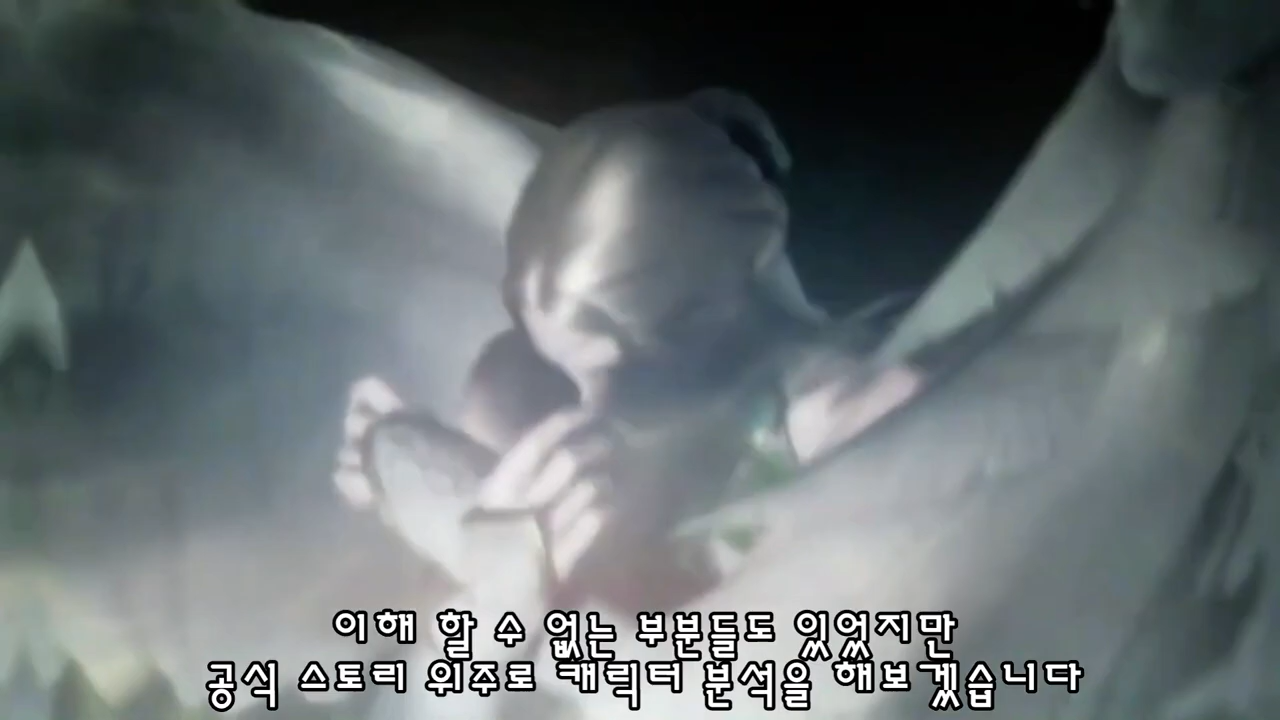 이해 할 수 없는 부분들도 있었지만
공식 스토리 위주로 캐릭터 분석을 해보겠습니다